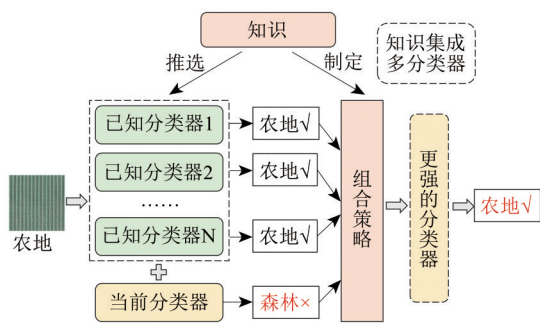 知识
知识集成
多分类器
推选
制定
已知分类器1
农地√
已知分类器2
农地√
……
已知分类器N
农地√
农地
当前分类器
森林×
组合策略
更强的分类器
农地√